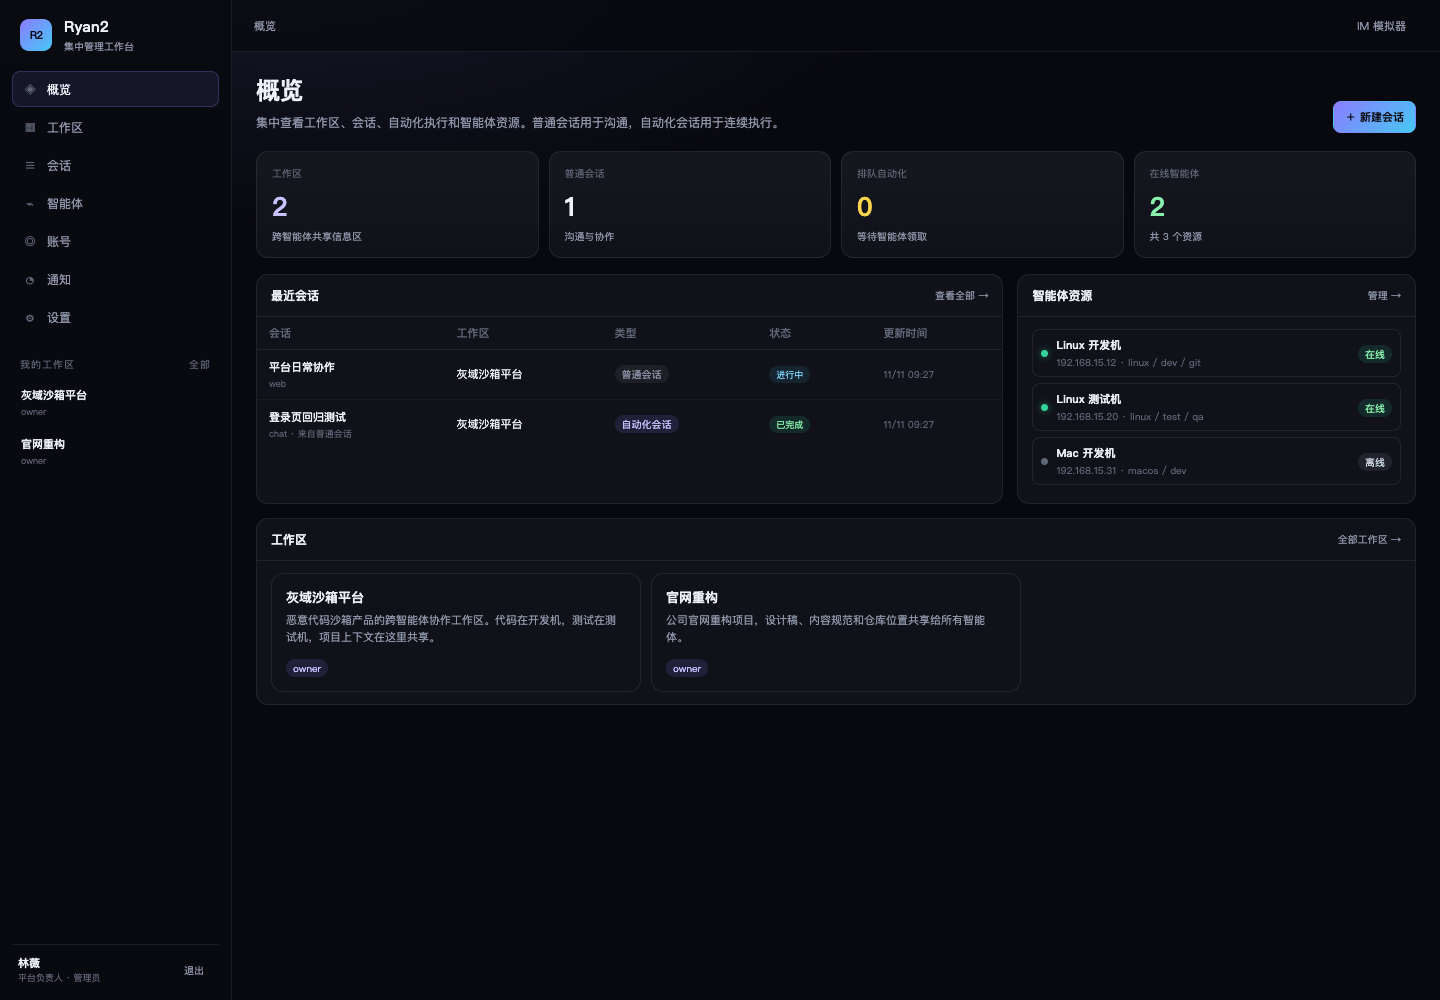 R2
Ryan2
集中管理工作台
概览
工作区
会话
智能体
账号
通知
设置
我的工作区 全部
灰域沙箱平台
owner
官网重构
owner
林薇
平台负责人 · 管理员
退出
概览
IM 模拟器
概览
集中查看工作区、会话、自动化执行和智能体资源。普通会话用于沟通，自动化会话用于连续执行。
+ 新建会话
工作区
2
跨智能体共享信息区
普通会话
1
沟通与协作
排队自动化
0
等待智能体领取
在线智能体
2
共 3 个资源
最近会话 查看全部 →
会话 工作区 类型 状态 更新时间
平台日常协作
web
灰域沙箱平台 普通会话 进行中 11/11 09:27
登录页回归测试
chat · 来自普通会话
灰域沙箱平台 自动化会话 已完成 11/11 09:27
智能体资源 管理 →
Linux 开发机
192.168.15.12 · linux / dev / git
在线
Linux 测试机
192.168.15.20 · linux / test / qa
在线
Mac 开发机
192.168.15.31 · macos / dev
离线
工作区 全部工作区 →
灰域沙箱平台
恶意代码沙箱产品的跨智能体协作工作区。代码在开发机，测试在测
试机，项目上下文在这里共享。
owner
官网重构
公司官网重构项目，设计稿、内容规范和仓库位置共享给所有智能
体。
owner